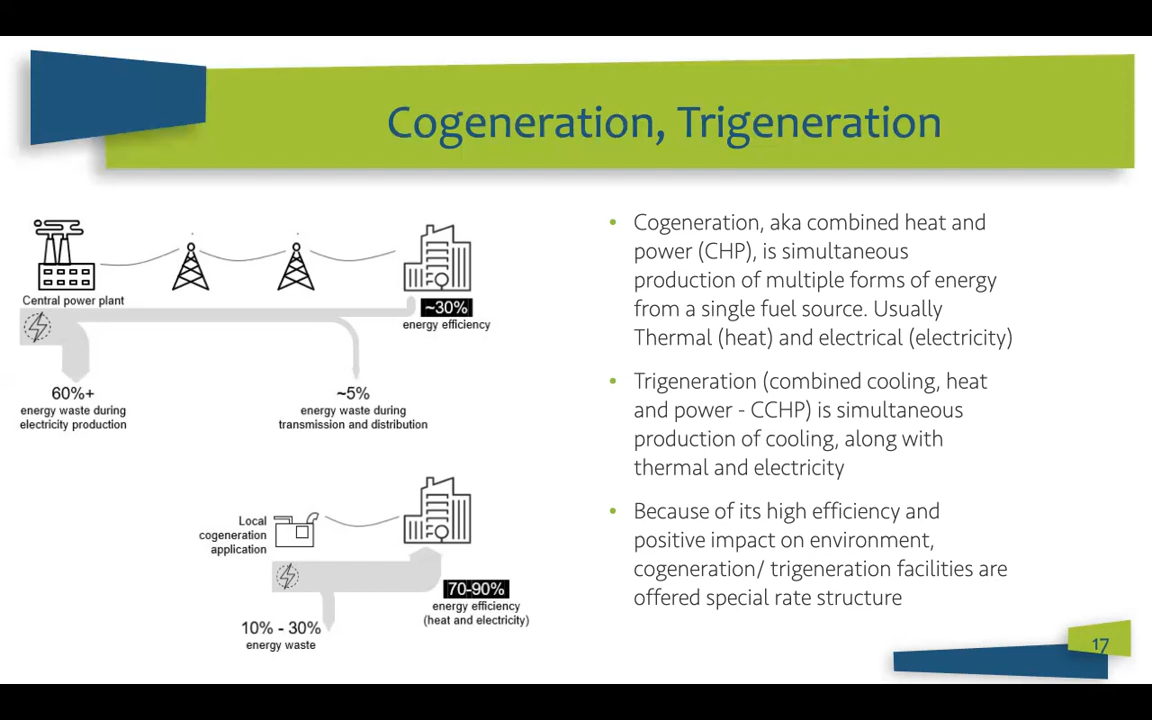 Cogeneration, Trigeneration
Central power plant
~30%
energy efficiency
60%+
energy waste during
electricity production
~5%
energy waste during
transmission and distribution
Local
cogeneration
application
70-90%
energy efficiency
(heat and electricity)
10% - 30%
energy waste
• Cogeneration, aka combined heat and
power (CHP), is simultaneous
production of multiple forms of energy
from a single fuel source. Usually
Thermal (heat) and electrical (electricity)
• Trigeneration (combined cooling, heat
and power - CCHP) is simultaneous
production of cooling, along with
thermal and electricity
• Because of its high efficiency and
positive impact on environment,
cogeneration/ trigeneration facilities are
offered special rate structure
17